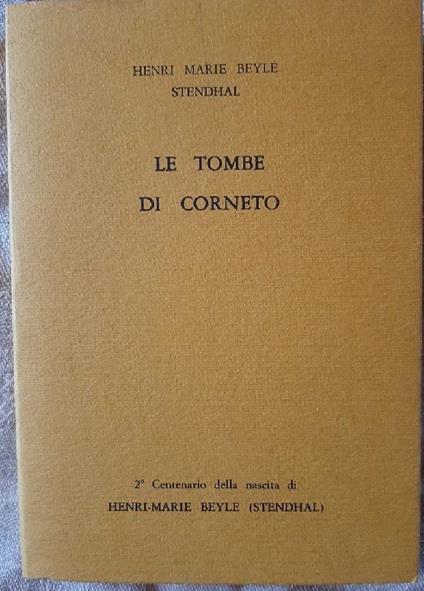 HENRI MARIE BEYLE
STENDHAL
LE TOMBE
DI CORNETO
2° Centenario della nascita di
HENRI-MARIE BEYLE (STENDHAL)